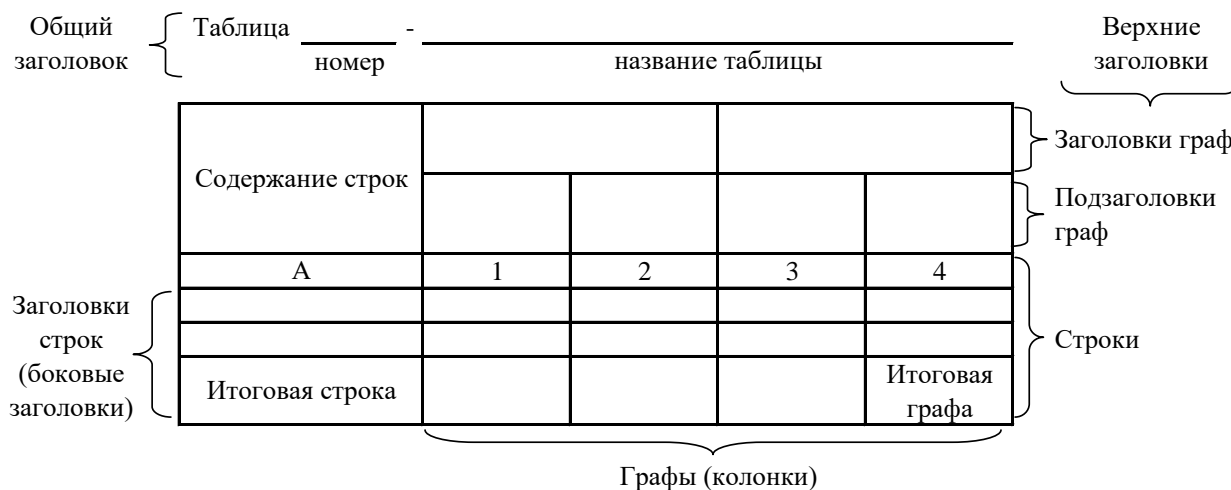 Общий
заголовок
Таблица -
номер
название таблицы
Верхние
заголовки
Содержание строк
Заголовки граф
Подзаголовки
граф
А 1 2 3 4
Заголовки
строк
(боковые
заголовки)
Строки
Итоговая строка
Итоговая
графа
Графы (колонки)